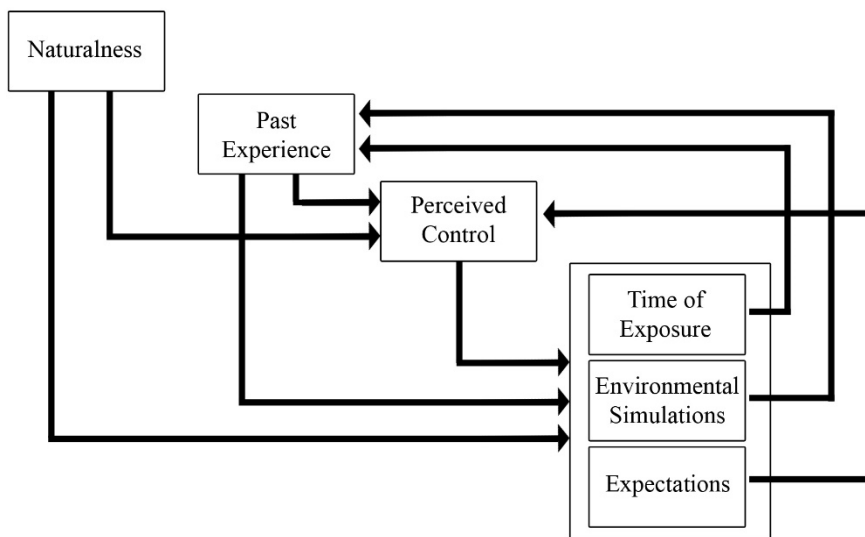 Naturalness
Past
Experience
Perceived
Control
Time of
Exposure
Environmental
Simulations
Expectations